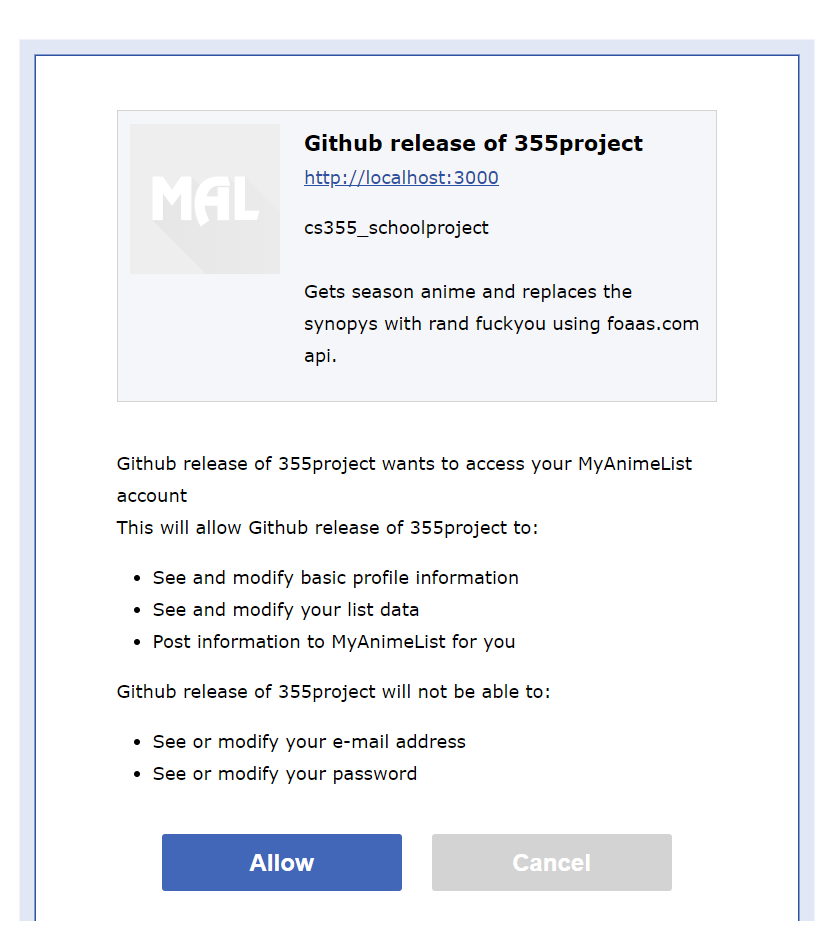 MAL
Github release of 355project
http://localhost:3000
cs355_schoolproject
Gets season anime and replaces the
synopys with rand fuckyou using foaas.com
api.
Github release of 355project wants to access your MyAnimeList
account
This will allow Github release of 355project to:
• See and modify basic profile information
• See and modify your list data
• Post information to MyAnimeList for you
Github release of 355project will not be able to:
• See or modify your e-mail address
• See or modify your password
Allow
Cancel